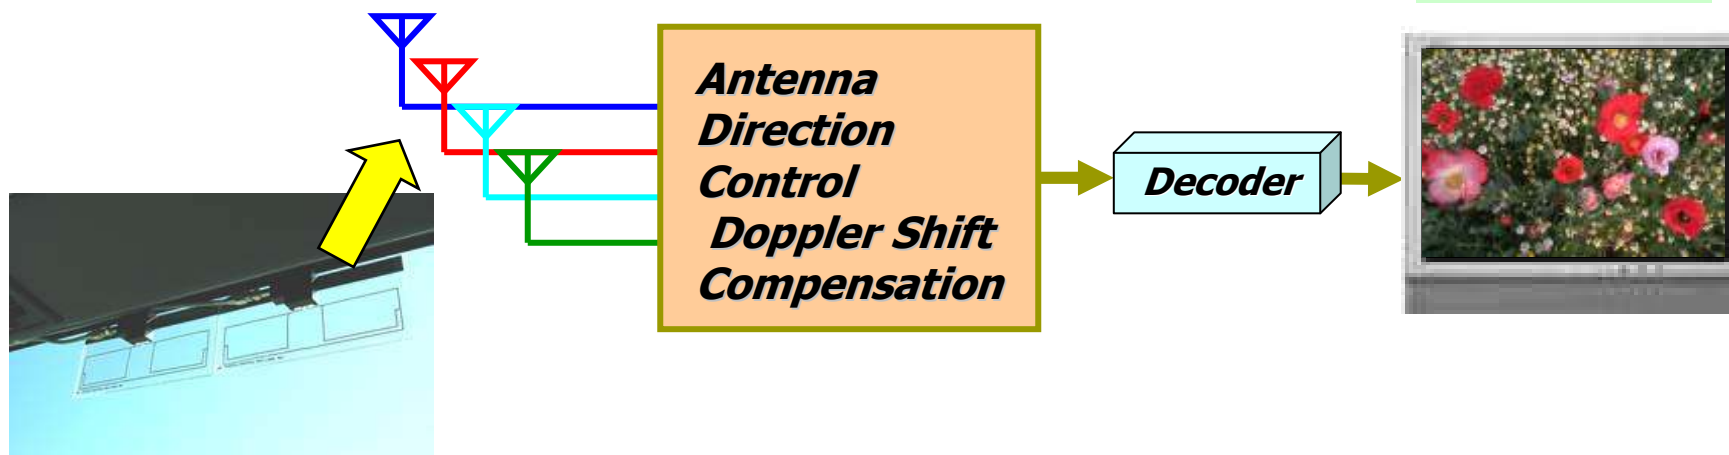 Antenna
Direction
Control
Doppler Shift
Compensation
Decoder